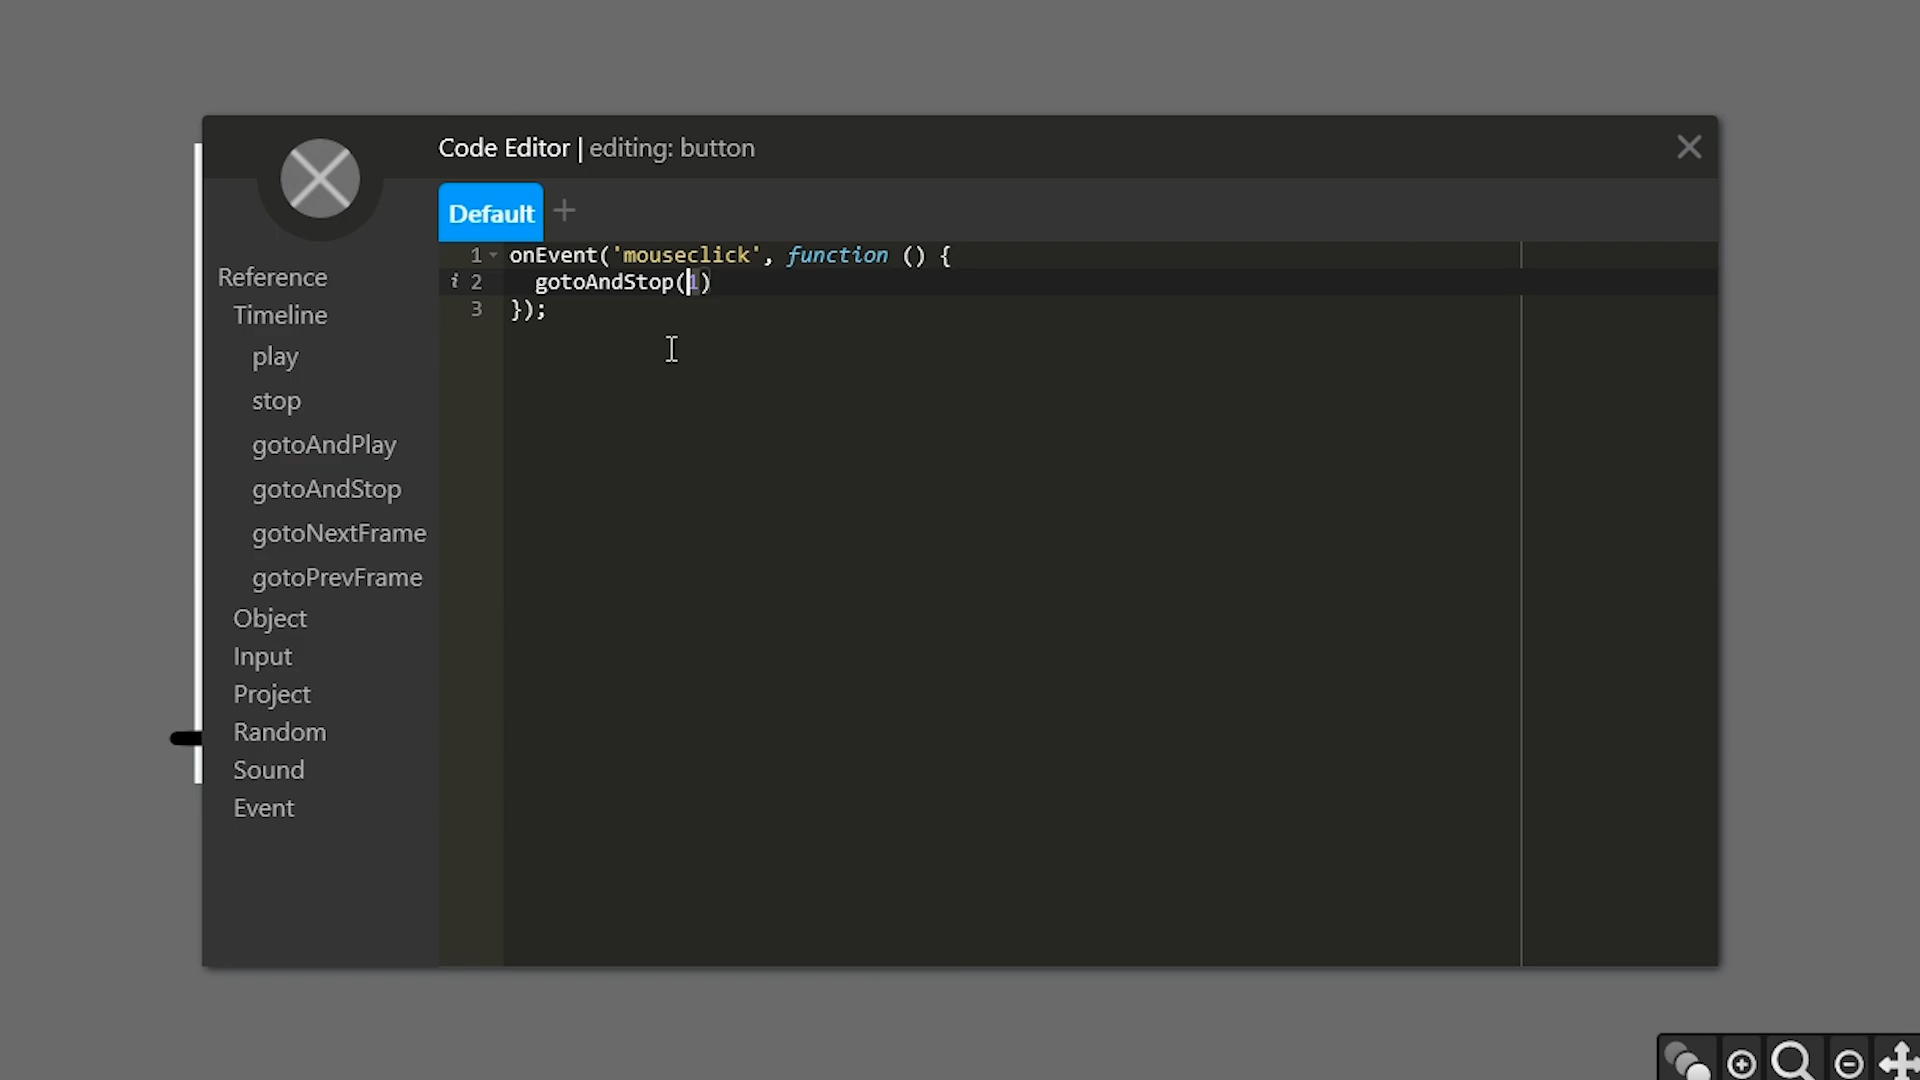 Code Editor | editing: button
Default +
Reference
Timeline
play
stop
gotoAndPlay
gotoAndStop
gotoNextFrame
gotoPrevFrame
Object
Input
Project
Random
Sound
Event
1 onEvent('mouseclick', function () {
i 2 gotoAndStop(1)
3 });